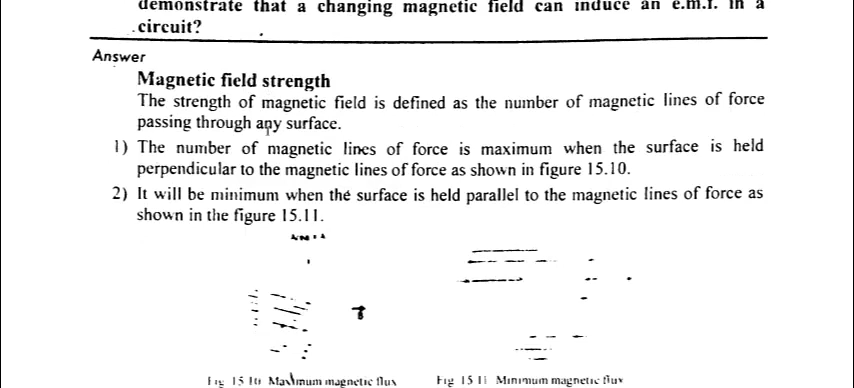 demonstrate that a changing magnetic field can induce an e.m.f. in a
circuit?
Answer
Magnetic field strength
The strength of magnetic field is defined as the number of magnetic lines of force
passing through any surface.
1) The number of magnetic lines of force is maximum when the surface is held
perpendicular to the magnetic lines of force as shown in figure 15.10.
2) It will be minimum when the surface is held parallel to the magnetic lines of force as
shown in the figure 15.11.
Fig 15 10 Maximum magnetic flux
Fig 15 11 Minimum magnetic flux